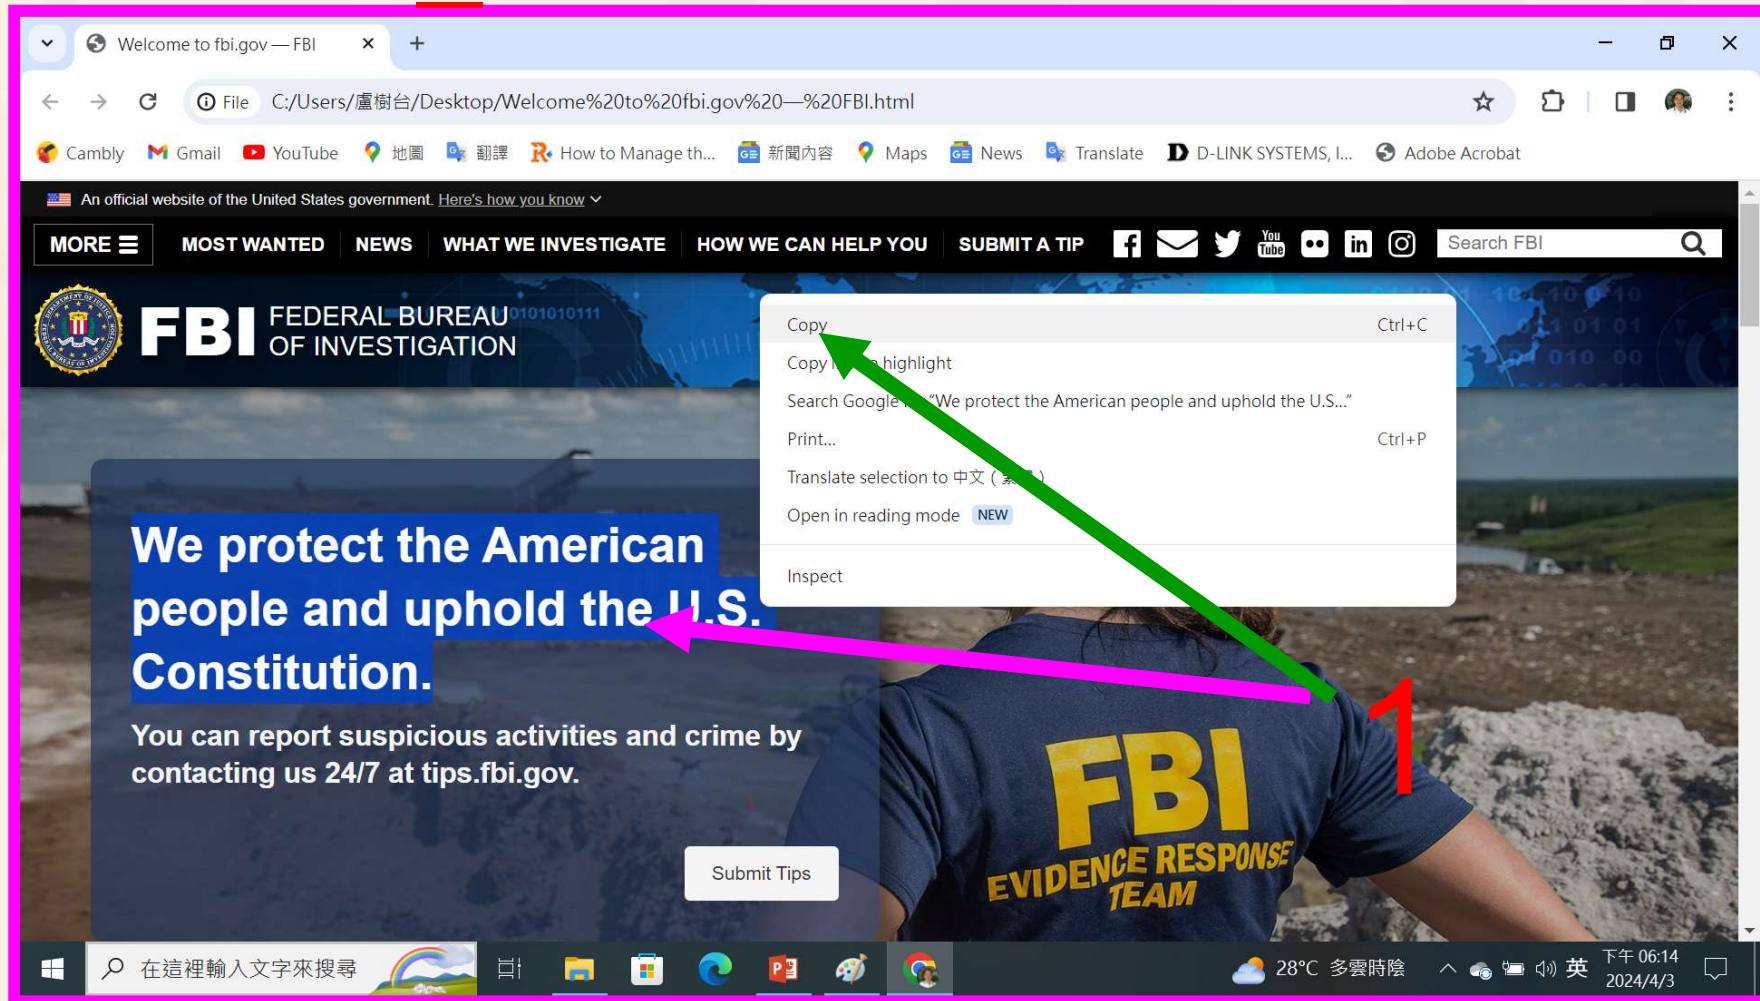 Welcome to fbi.gov — FBI
File C:/Users/盧樹台/Desktop/Welcome%20to%20fbi.gov%20—%20FBI.html
Cambly Gmail YouTube 地圖 翻譯 How to Manage th... 新聞內容 Maps News Translate D-LINK SYSTEMS, I... Adobe Acrobat
An official website of the United States government. Here's how you know
MORE MOST WANTED NEWS WHAT WE INVESTIGATE HOW WE CAN HELP YOU SUBMIT A TIP You Tube in Search FBI
FBI FEDERAL BUREAU
OF INVESTIGATION
Copy Ctrl+C
Copy highlight
Search Google "We protect the American people and uphold the U.S..."
Print... Ctrl+P
Translate selection to 中文 (
Open in reading mode NEW
Inspect
We protect the American
people and uphold the U.S.
Constitution.
You can report suspicious activities and crime by
contacting us 24/7 at tips.fbi.gov.
Submit Tips
1
FBI
EVIDENCE RESPONSE
TEAM
在這裡輸入文字來搜尋
28°C 多雲時陰 英 下午 06:14
2024/4/3